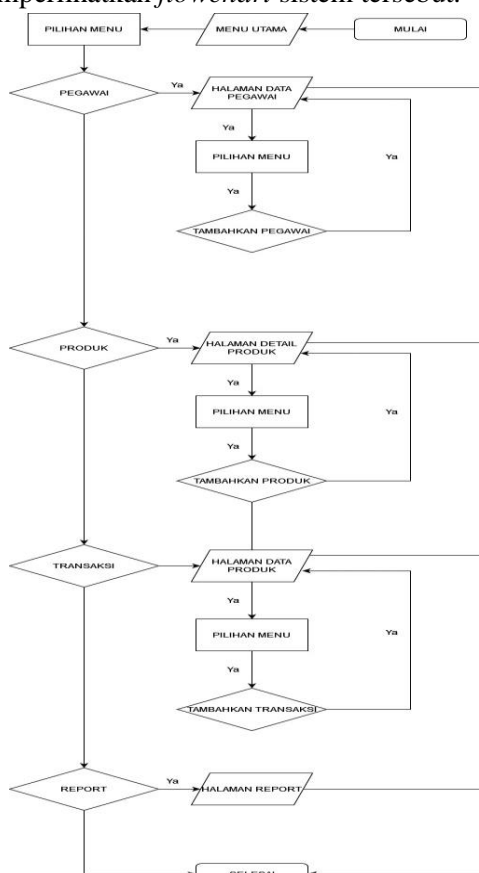 flowchart sistem tersebut.
PILIHAN MENU
MENU UTAMA
MULAI
PEGAWAI
Ya
HALAMAN DATA
PEGAWAI
Ya
PILIHAN MENU
Ya
Ya
TAMBAHKAN PEGAWAI
PRODUK
Ya
HALAMAN DETAIL
PRODUK
Ya
PILIHAN MENU
Ya
Ya
TAMBAHKAN PRODUK
TRANSAKSI
HALAMAN DATA
PRODUK
Ya
PILIHAN MENU
Ya
Ya
TAMBAHKAN TRANSAKSI
REPORT
Ya
HALAMAN REPORT